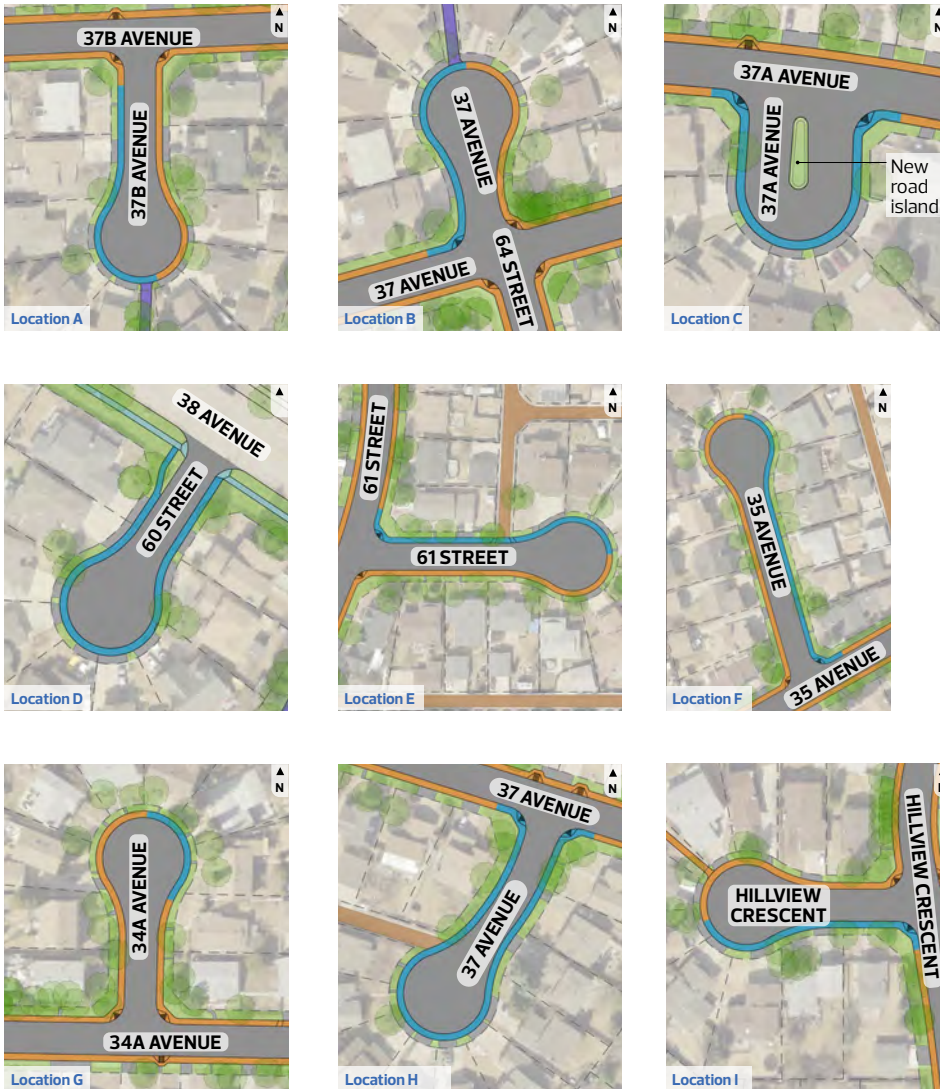 N
37B AVENUE
37B AVENUE
Location A
N
37 AVENUE
37 AVENUE
64 STREET
Location B
N
37A AVENUE
37A AVENUE
New
road
island
Location C
38 AVENUE
60 STREET
Location D
N
61 STREET
61 STREET
Location E
N
35 AVENUE
35 AVENUE
Location F
N
34A AVENUE
34A AVENUE
Location G
N
37 AVENUE
37 AVENUE
Location H
N
HILLVIEW
CRESCENT
HILLVIEW CRESCENT
Location I